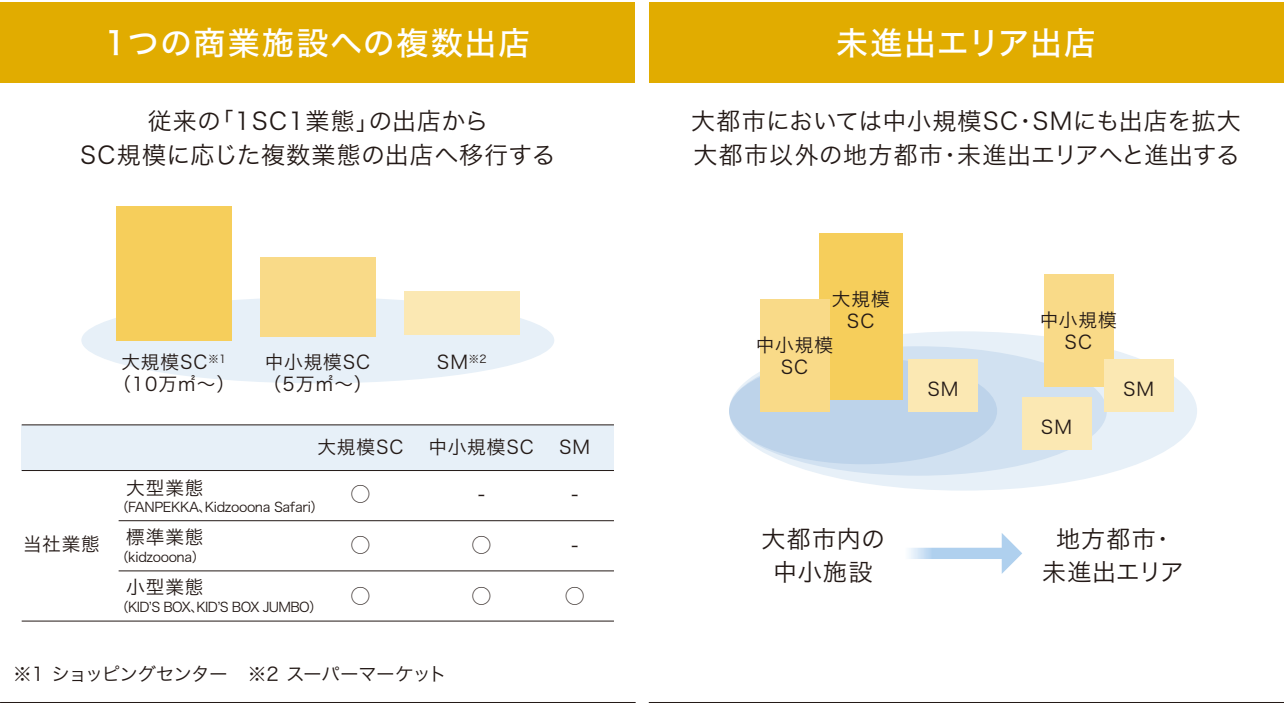 1つの商業施設への複数出店
従来の「1SC1業態」の出店から
SC規模に応じた複数業態の出店へ移行する
大規模SC※1
（10万㎡～）
中小規模SC
（5万㎡～）
SM※2
大規模SC 中小規模SC SM
当社業態
大型業態 ○ - -
(FANPEKKA、Kidzooona Safari)
標準業態 ○ ○ -
(kidzooona)
小型業態 ○ ○ ○
(KID'S BOX、KID'S BOX JUMBO)
※1 ショッピングセンター ※2 スーパーマーケット
未進出エリア出店
大都市においては中小規模SC・SMにも出店を拡大
大都市以外の地方都市・未進出エリアへと進出する
大規模
SC
中小規模
SC
SM
中小規模
SC
SM
SM
大都市内の
中小施設
地方都市・
未進出エリア